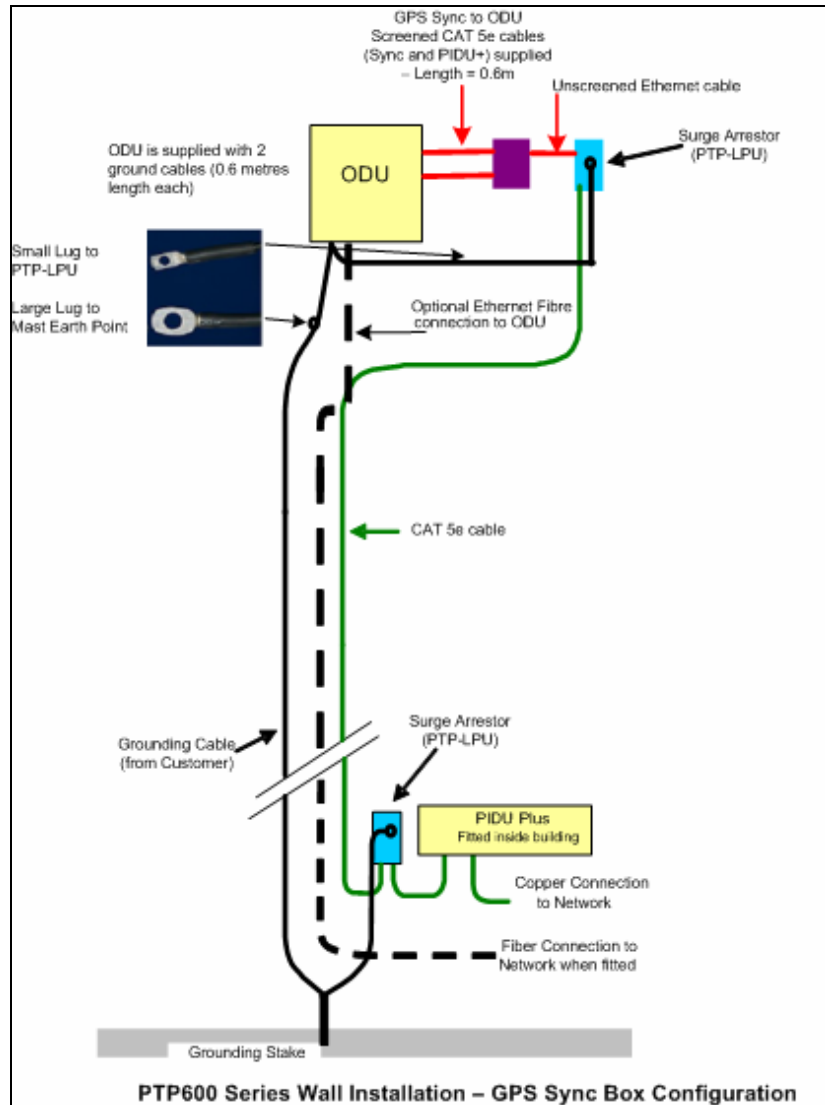 GPS Sync to ODU
Screened CAT 5e cables
(Sync and PIDU+) supplied
– Length = 0.6m
Unscreened Ethernet cable
Surge Arrestor
(PTP-LPU)
ODU is supplied with 2
ground cables (0.6 metres
length each)
ODU
Small Lug to
PTP-LPU
Large Lug to
Mast Earth Point
Optional Ethernet Fibre
connection to ODU
CAT 5e cable
Grounding Cable
(from Customer)
Surge Arrestor
(PTP-LPU)
PIDU Plus
Fitted inside building
Copper Connection
to Network
Fiber Connection to
Network when fitted
Grounding Stake
PTP600 Series Wall Installation – GPS Sync Box Configuration